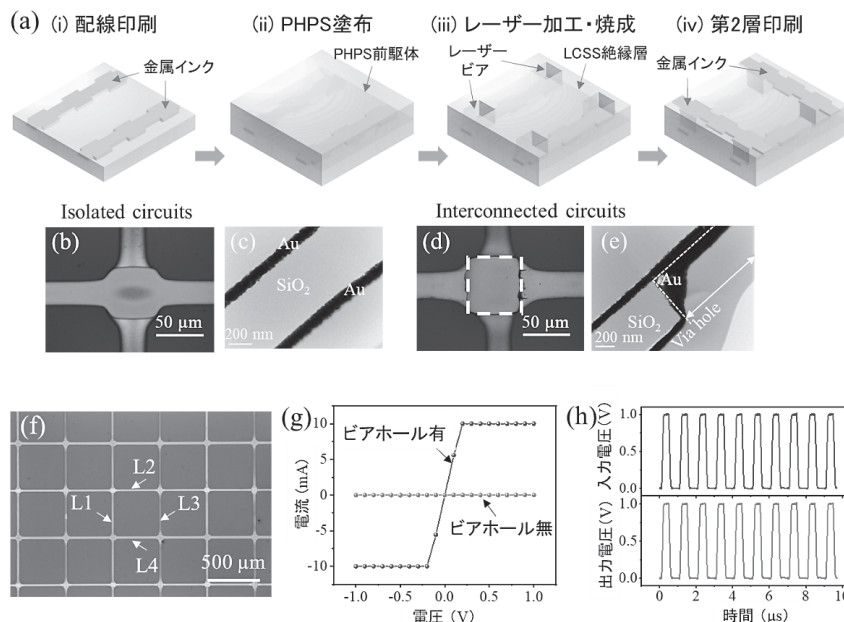 (a) (i) 配線印刷 (ii) PHPS塗布 (iii) レーザー加工・焼成 (iv) 第2層印刷
金属インク
PHPS前駆体
レーザー
ビア
LCSS絶縁層
金属インク
Isolated circuits
Interconnected circuits
(b)
50 μm
(c)
Au
SiO2
Au
200 nm
(d)
50 μm
(e)
Au
SiO2
Via hole
200 nm
(f)
L2
L1
L3
L4
500 μm
(g)
10
5
0
-5
-10
電流 (mA)
ビアホール有
ビアホール無
-1.0 -0.5 0.0 0.5 1.0
電圧 (V)
(h)
入力電圧(V)
1.0
0.5
0.0
出力電圧(V)
1.0
0.5
0.0
0 2 4 6 8 10
時間 (μs)